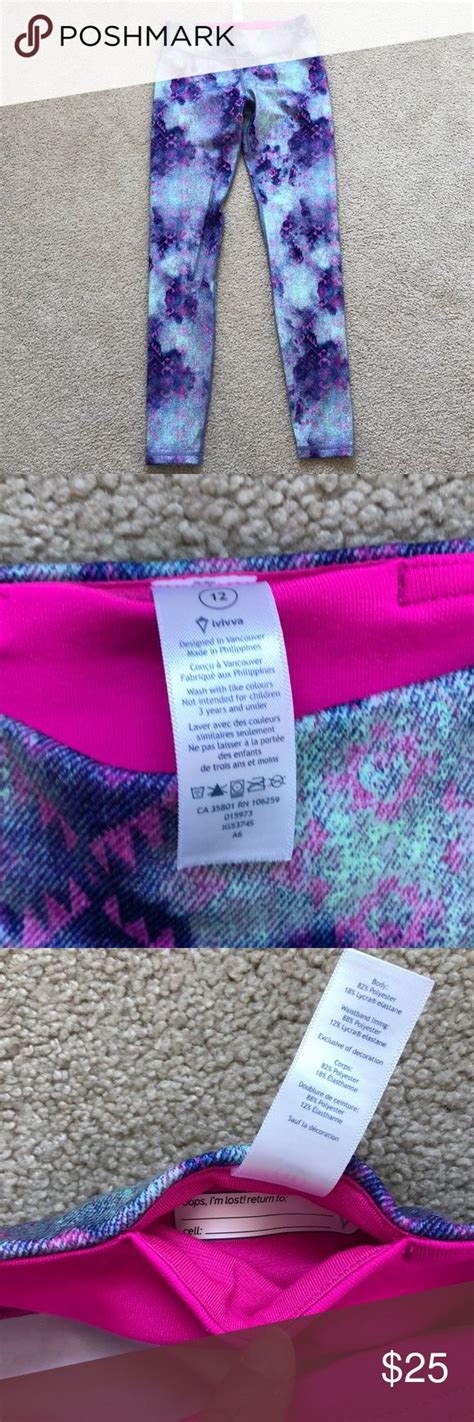 POSHMARK
12
ivivva
Designed in Vancouver
Made in Philippines
Conçu à Vancouver
Fabriqué aux Philippines
Wash with like colours
Not intended for children
3 years and under
Laver avec des couleurs
similaires seulement
Ne pas laisser à la portée
des enfants
de trois ans et moins
CA 35801 RN 106259
015973
A6
Body:
82% Polyester
18% Lycra® elastane
Waistband lining:
88% Polyester
12% Lycra® elastane
Exclusive of decoration
Corps:
82% Polyester
18% Élasthanne
Doublure de ceinture:
88% Polyester
12% Élasthanne
Sauf la décoration
oops, i'm lost! return to:
cell:
$25